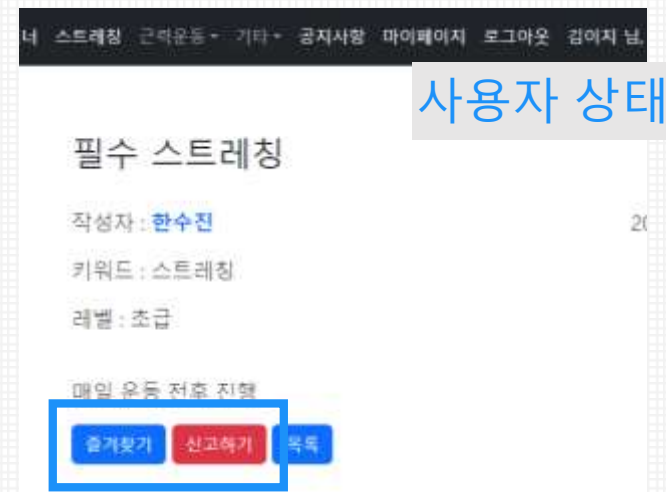 너 스트레칭 근력운동 기타 공지사항 마이페이지 로그아웃 김이지 님,
사용자 상태
필수 스트레칭
작성자 : 한수진 20
키워드 : 스트레칭
레벨 : 초급
매일 운동 전후 진행
즐겨찾기 신고하기 목록